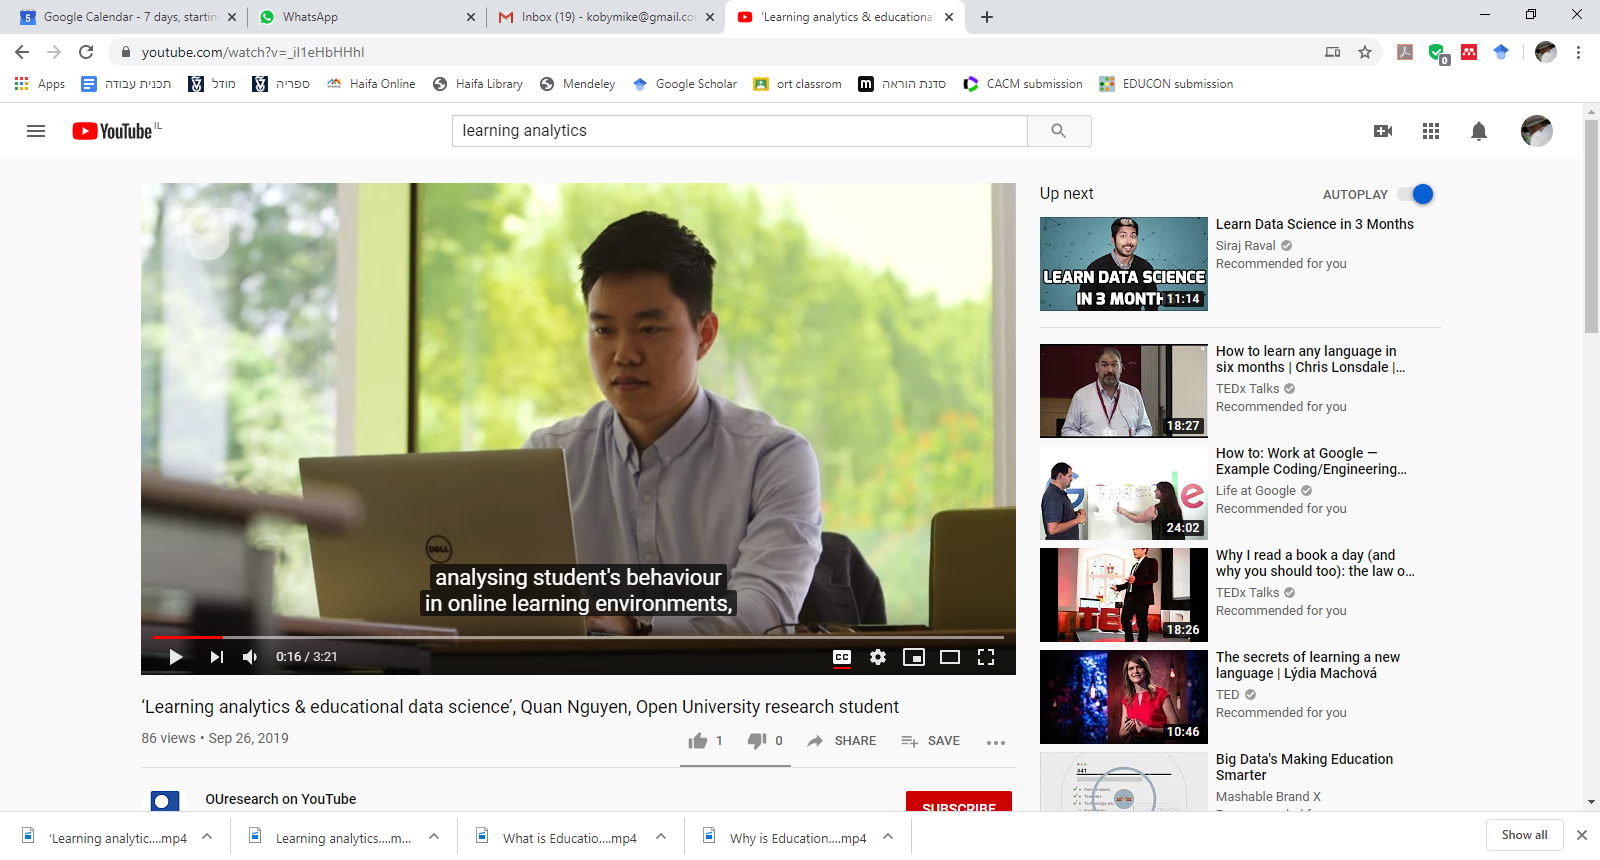 Google Calendar - 7 days, startin
WhatsApp
Inbox (19) - kobymike@gmail.co
'Learning analytics & educational
youtube.com/watch?v=_iI1eHbHHhI
0
Apps
תכנית עבודה
מודל
ספריה
Haifa Online
Haifa Library
Mendeley
Google Scholar
ort classrom
סדנת הוראה
CACM submission
EDUCON submission
YouTube IL
learning analytics
DELL
analysing student's behaviour
in online learning environments,
0:16 / 3:21
CC
'Learning analytics & educational data science', Quan Nguyen, Open University research student
86 views • Sep 26, 2019
1
0
SHARE
SAVE
OUresearch on YouTube
SUBSCRIBE
Up next
AUTOPLAY
LEARN DATA SCIENCE
IN 3 MONTH
11:14
Learn Data Science in 3 Months
Siraj Raval
Recommended for you
18:27
How to learn any language in
six months | Chris Lonsdale |...
TEDx Talks
Recommended for you
24:02
How to: Work at Google —
Example Coding/Engineering...
Life at Google
Recommended for you
18:26
Why I read a book a day (and
why you should too): the law o...
TEDx Talks
Recommended for you
10:46
The secrets of learning a new
language | Lýdia Machová
TED
Recommended for you
#41
Big Data's Making Education
Smarter
Mashable Brand X
'Learning analytic....mp4
Learning analytics....m...
What is Educatio....mp4
Why is Education....mp4
Show all